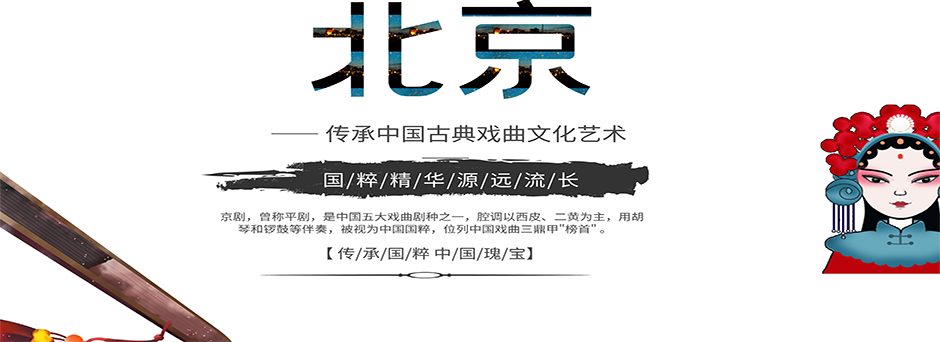 北京
—— 传承中国古典戏曲文化艺术
国/粹/精/华/源/远/流/长
京剧，曾称平剧，是中国五大戏曲剧种之一，腔调以西皮、二黄为主，用胡
琴和锣鼓等伴奏，被视为中国国粹，位列中国戏曲三鼎甲"榜首"。
【 传/承/国/粹 中/国/瑰/宝】